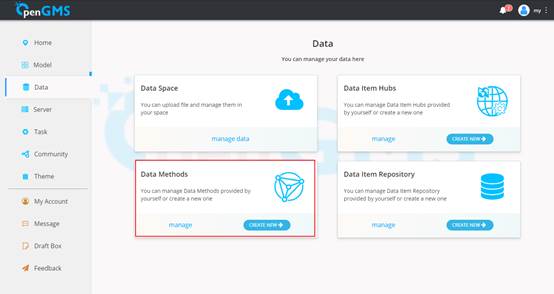 OpenGMS
my
Home
Model
Data
Server
Task
Community
Theme
My Account
Message
Draft Box
Feedback
Data
You can manage your data here
Data Space
You can upload file and manage them in
your space
manage data
Data Item Hubs
You can manage Data Item Hubs provided
by yourself or create a new one
manage
CREATE NEW
Data Methods
You can manage Data Methods provided by
yourself or create a new one
manage
CREATE NEW
Data Item Repository
You can manage Data Item Repository
provided by yourself or create a new one
manage
CREATE NEW